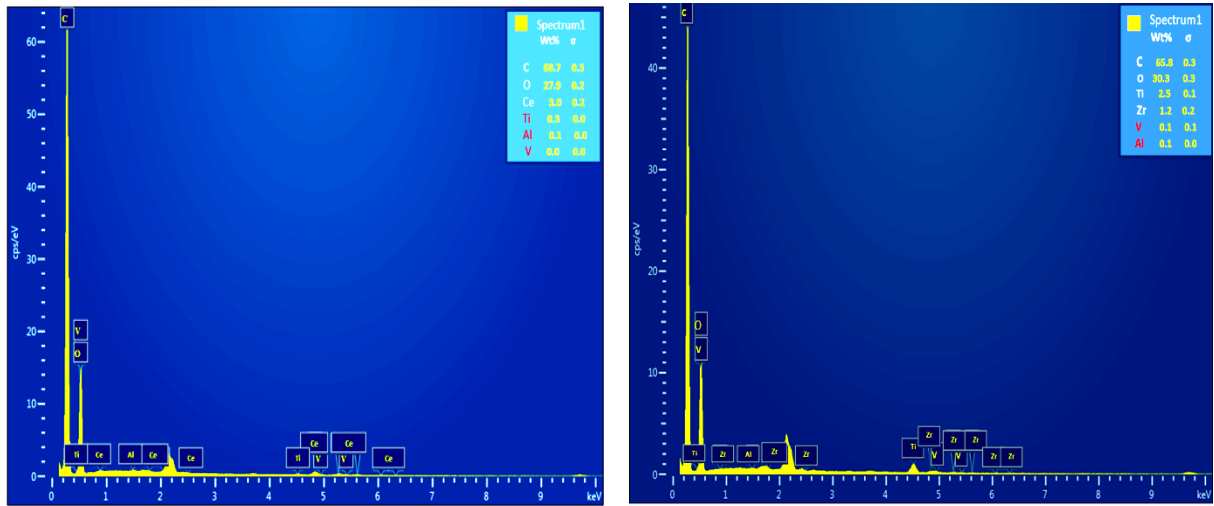 Spectrum1
Wt% σ
C 68.7 0.3
O 27.9 0.2
Ce 3.0 0.2
Ti 0.3 0.0
Al 0.1 0.0
V 0.0 0.0
60
50
40
30
20
10
0
cps/eV
C
V
O
Ti Ce Al Ce Ce Ti Ce V Ce V Ce
0 1 2 3 4 5 6 7 8 9 keV
Spectrum1
Wt% σ
C 65.8 0.3
O 30.3 0.3
Ti 2.5 0.1
Zr 1.2 0.2
V 0.1 0.1
Al 0.1 0.0
40
30
20
10
0
cps/eV
C
O
V
Ti Zr Al Zr Zr Ti Zr V Zr V Zr Zr Zr
0 1 2 3 4 5 6 7 8 9 keV